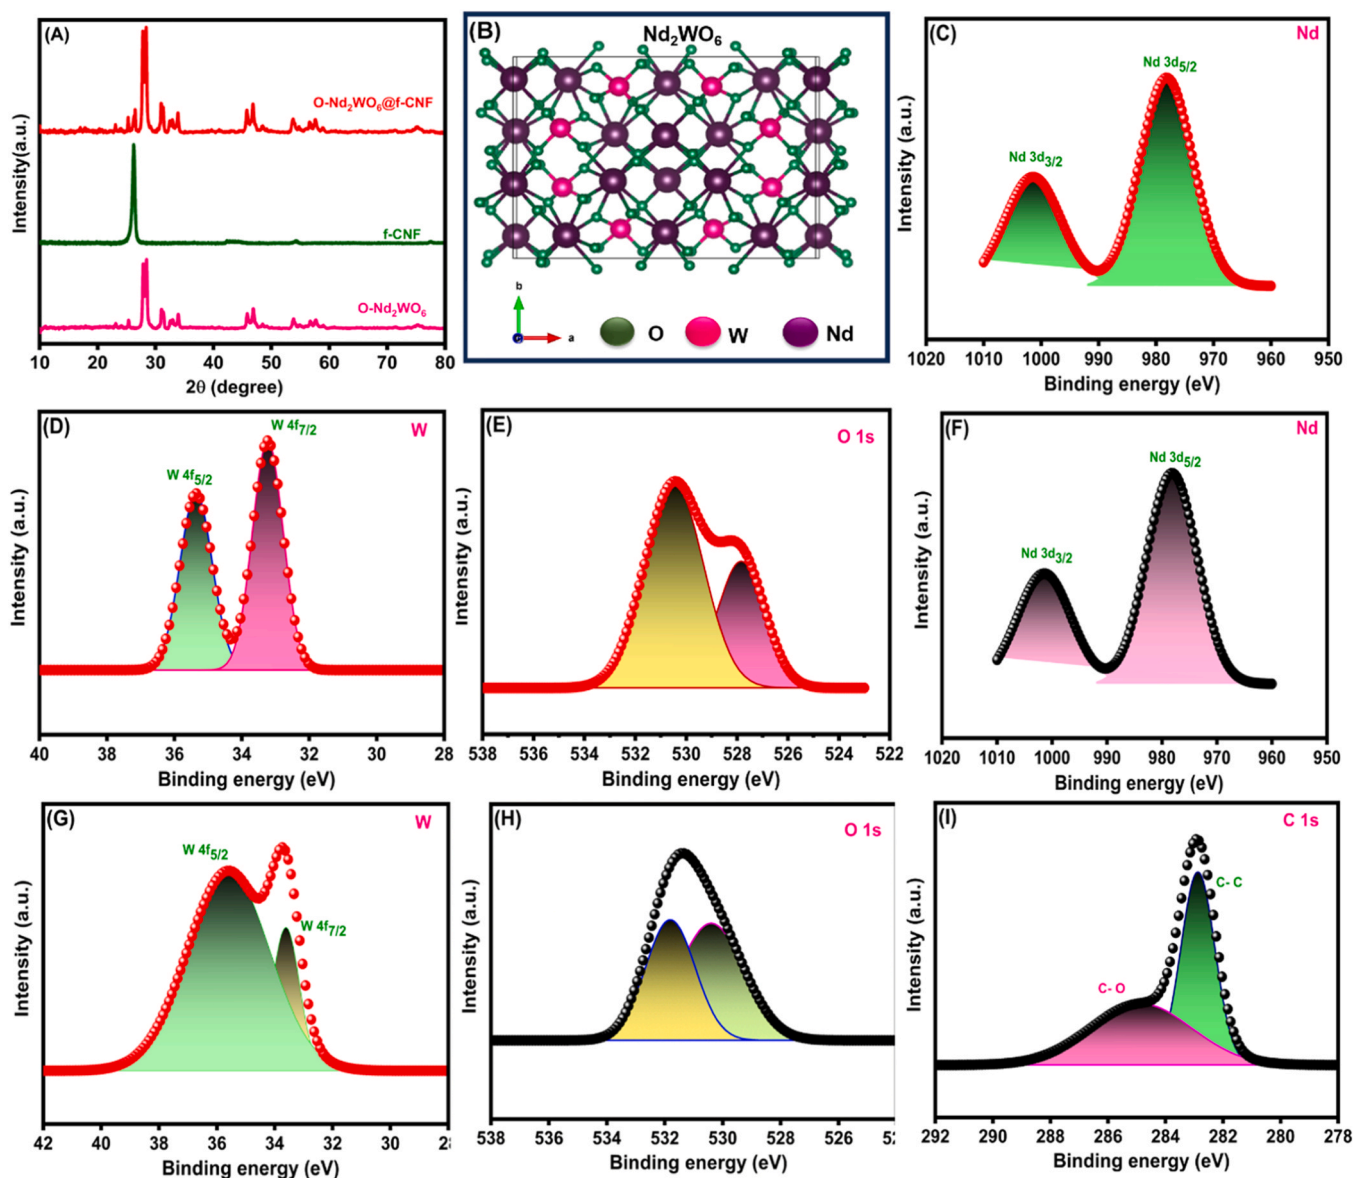 (A)
O-Nd₂WO₆@f-CNF
f-CNF
O-Nd₂WO₆
Intensity(a.u.)
10 20 30 40 50 60 70 80
2θ (degree)
(B)
Nd₂WO₆
b
a
O W Nd
(C)
Nd
Nd 3d5/2
Nd 3d3/2
Intensity (a.u.)
1020 1010 1000 990 980 970 960 950
Binding energy (eV)
(D)
W
W 4f7/2
W 4f5/2
Intensity (a.u.)
40 38 36 34 32 30 28
Binding energy (eV)
(E)
O 1s
Intensity (a.u.)
538 536 534 532 530 528 526 524 522
Binding energy (eV)
(F)
Nd
Nd 3d5/2
Nd 3d3/2
Intensity (a.u.)
1020 1010 1000 990 980 970 960 950
Binding energy (eV)
(G)
W
W 4f5/2
W 4f7/2
Intensity (a.u.)
42 40 38 36 34 32 30 28
Binding energy (eV)
(H)
O 1s
Intensity (a.u.)
538 536 534 532 530 528 526
Binding energy (eV)
(I)
C 1s
C- C
C- O
Intensity (a.u.)
292 290 288 286 284 282 280 278
Binding energy (eV)